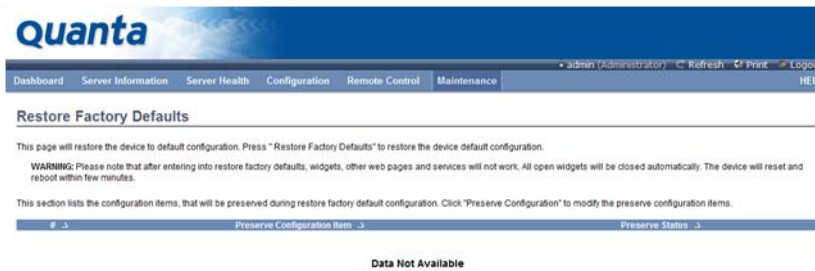 Quanta
admin (Administrator) Refresh Print Logou
Dashboard Server Information Server Health Configuration Remote Control Maintenance HEL
Restore Factory Defaults
This page will restore the device to default configuration. Press " Restore Factory Defaults" to restore the device default configuration.
WARNING: Please note that after entering into restore factory defaults, widgets, other web pages and services will not work. All open widgets will be closed automatically. The device will reset and
reboot within few minutes.
This section lists the configuration items, that will be preserved during restore factory default configuration. Click "Preserve Configuration" to modify the preserve configuration items.
# Preserve Configuration Item Preserve Status
Data Not Available